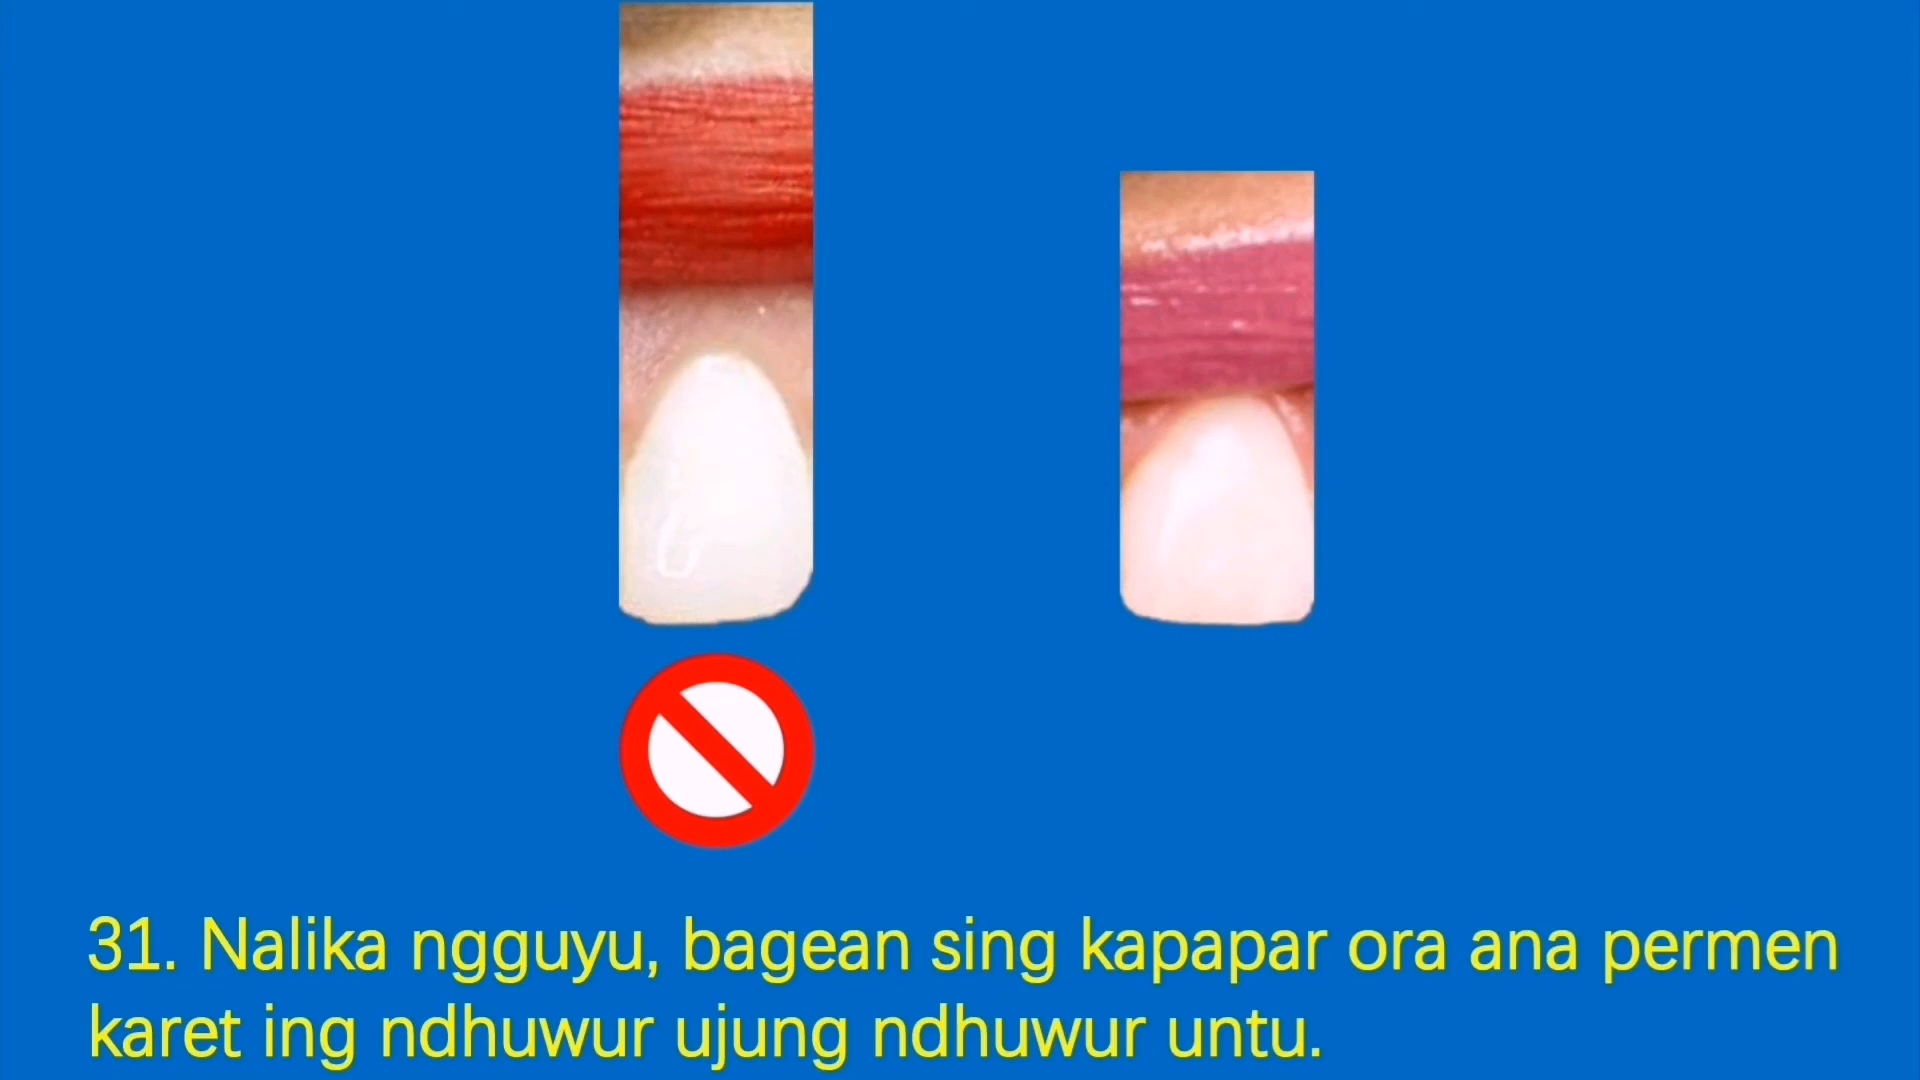 31. Nalika ngguyu, bagean sing kapapar ora ana permen
karet ing ndhuwur ujung ndhuwur untu.